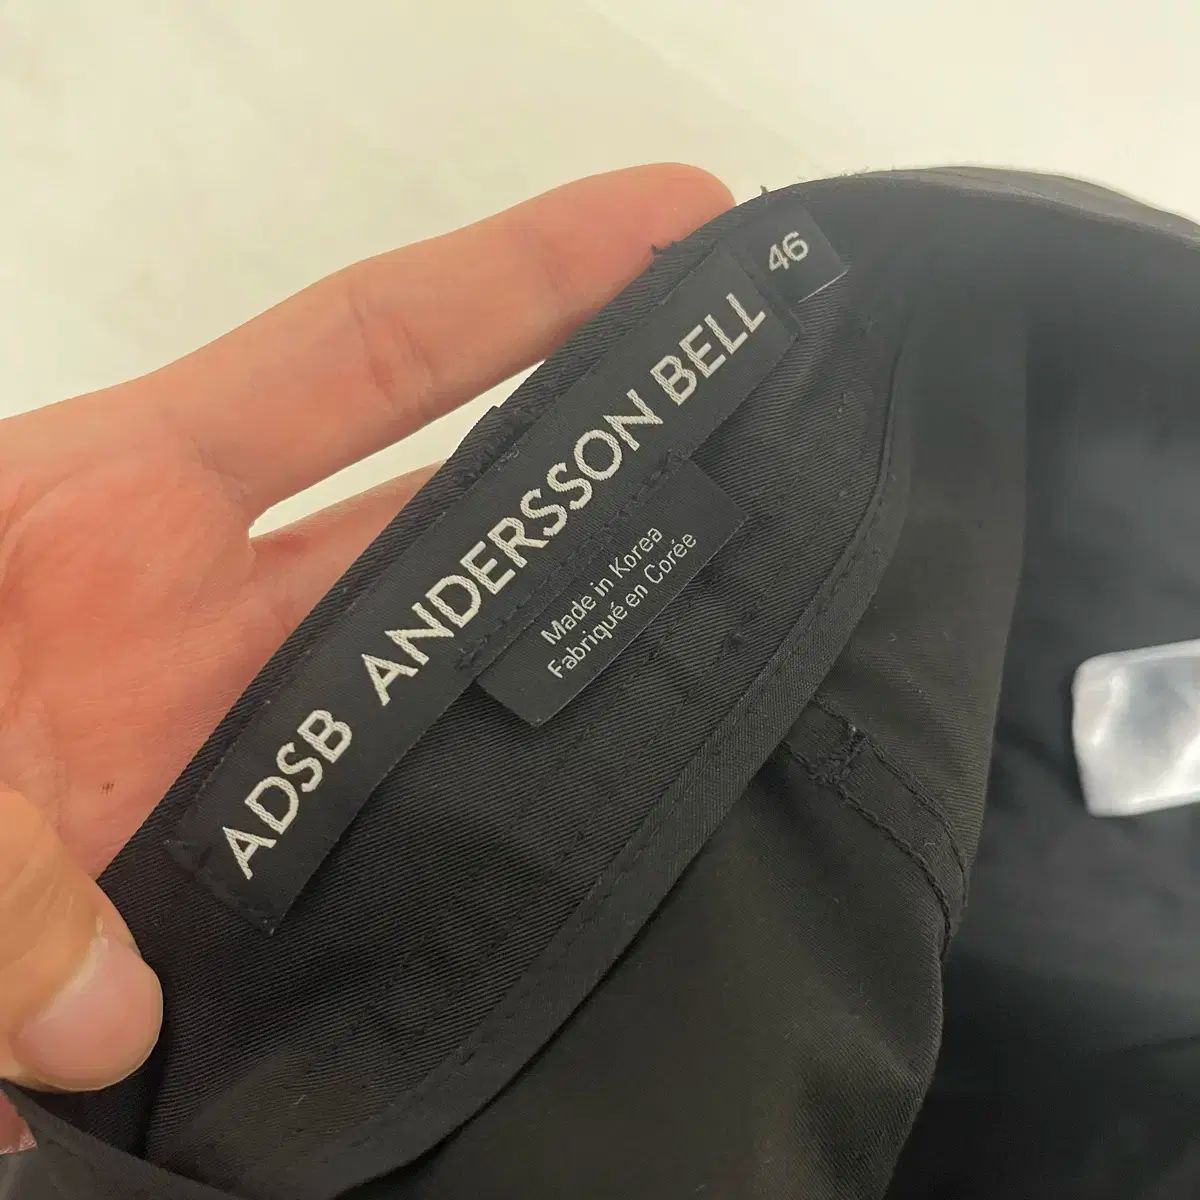 46
ADSB ANDERSSON BELL
Made in Korea
Fabriqué en Corée